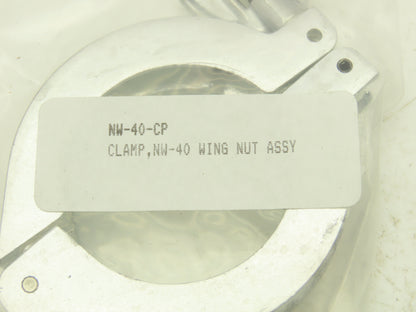 NW-40-CP
CLAMP,NW-40 WING NUT ASSY